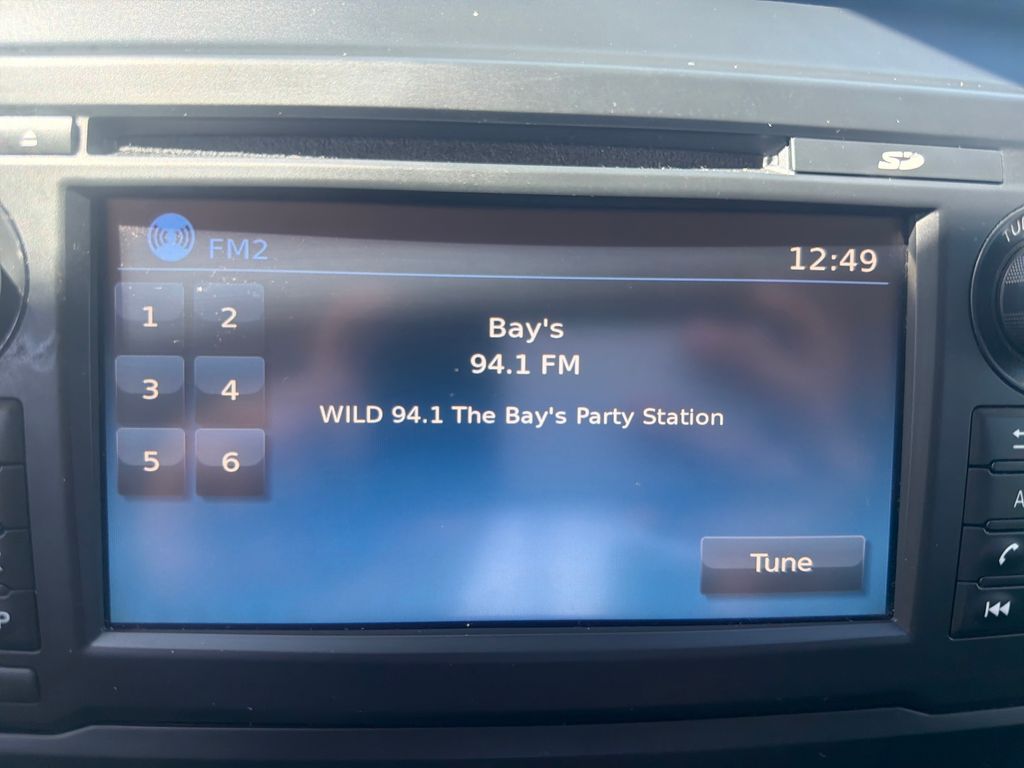 SD
FM2
12:49
1 2
3 4
5 6
Bay's
94.1 FM
WILD 94.1 The Bay's Party Station
Tune